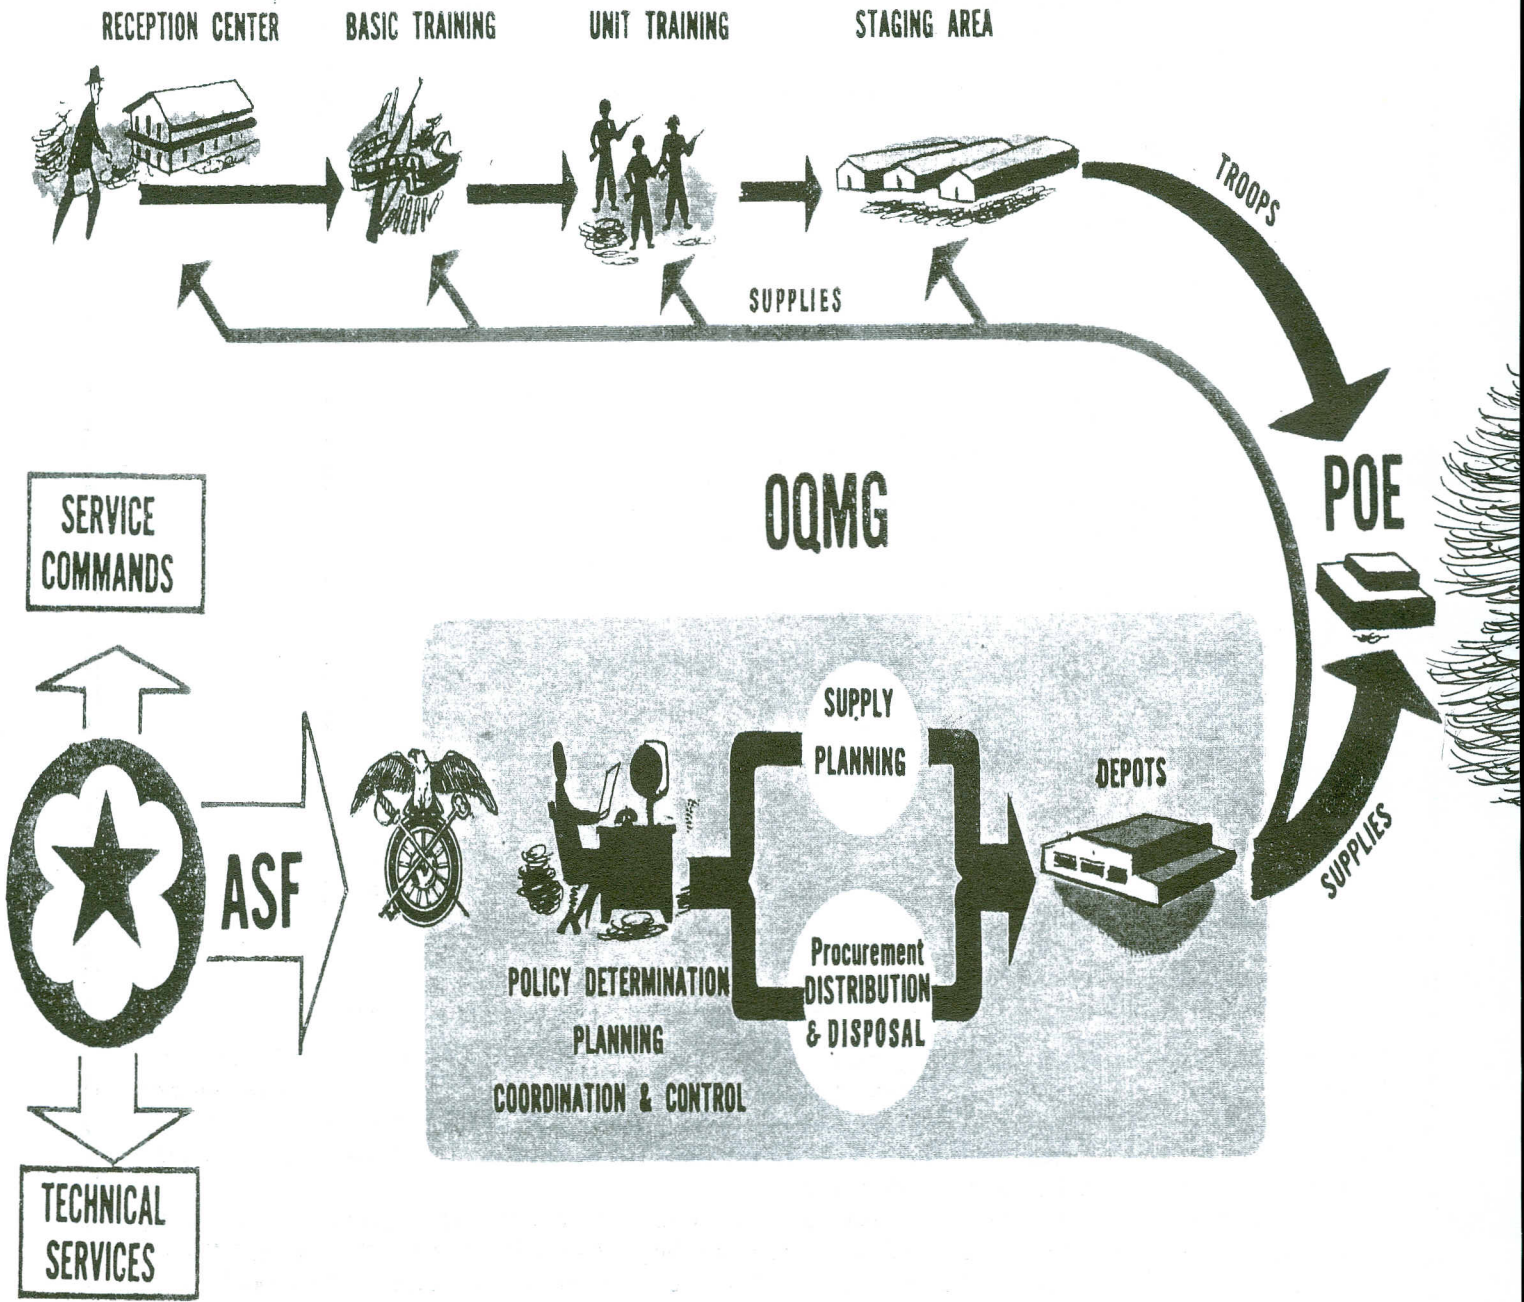 RECEPTION CENTER
BASIC TRAINING
UNIT TRAINING
STAGING AREA
TROOPS
SUPPLIES
POE
OQMG
SERVICE
COMMANDS
SUPPLY
PLANNING
DEPOTS
SUPPLIES
ASF
Procurement
DISTRIBUTION
& DISPOSAL
POLICY DETERMINATION
PLANNING
COORDINATION & CONTROL
TECHNICAL
SERVICES